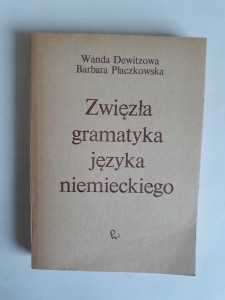 Wanda Dewitzowa
Barbara Płaczkowska
Zwięzła
gramatyka
języka
niemieckiego